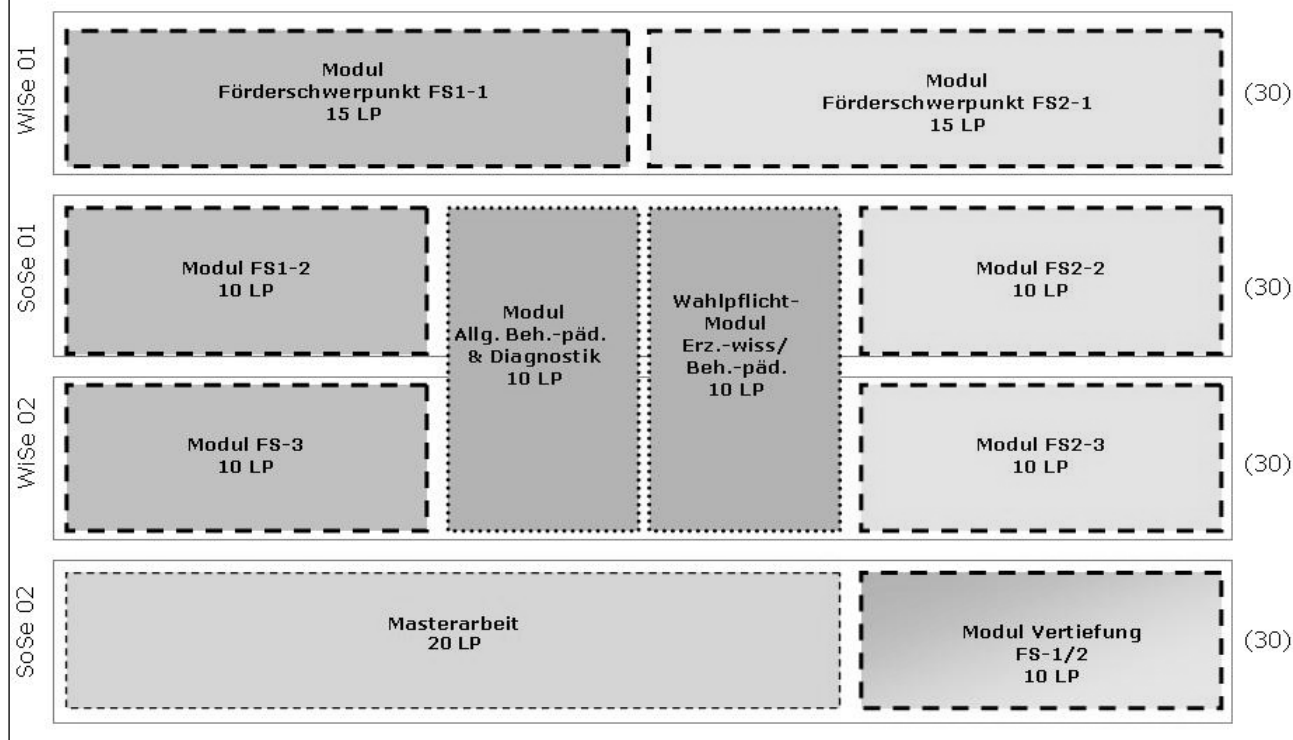 WiSe 01
Modul
Förderschwerpunkt FS1-1
15 LP
Modul
Förderschwerpunkt FS2-1
15 LP
(30)
SoSe 01
Modul FS1-2
10 LP
Modul
Allg. Beh.-päd.
& Diagnostik
10 LP
Wahlpflicht-
Modul
Erz.-wiss/
Beh.-päd.
10 LP
Modul FS2-2
10 LP
(30)
WiSe 02
Modul FS-3
10 LP
Modul FS2-3
10 LP
(30)
SoSe 02
Masterarbeit
20 LP
Modul Vertiefung
FS-1/2
10 LP
(30)